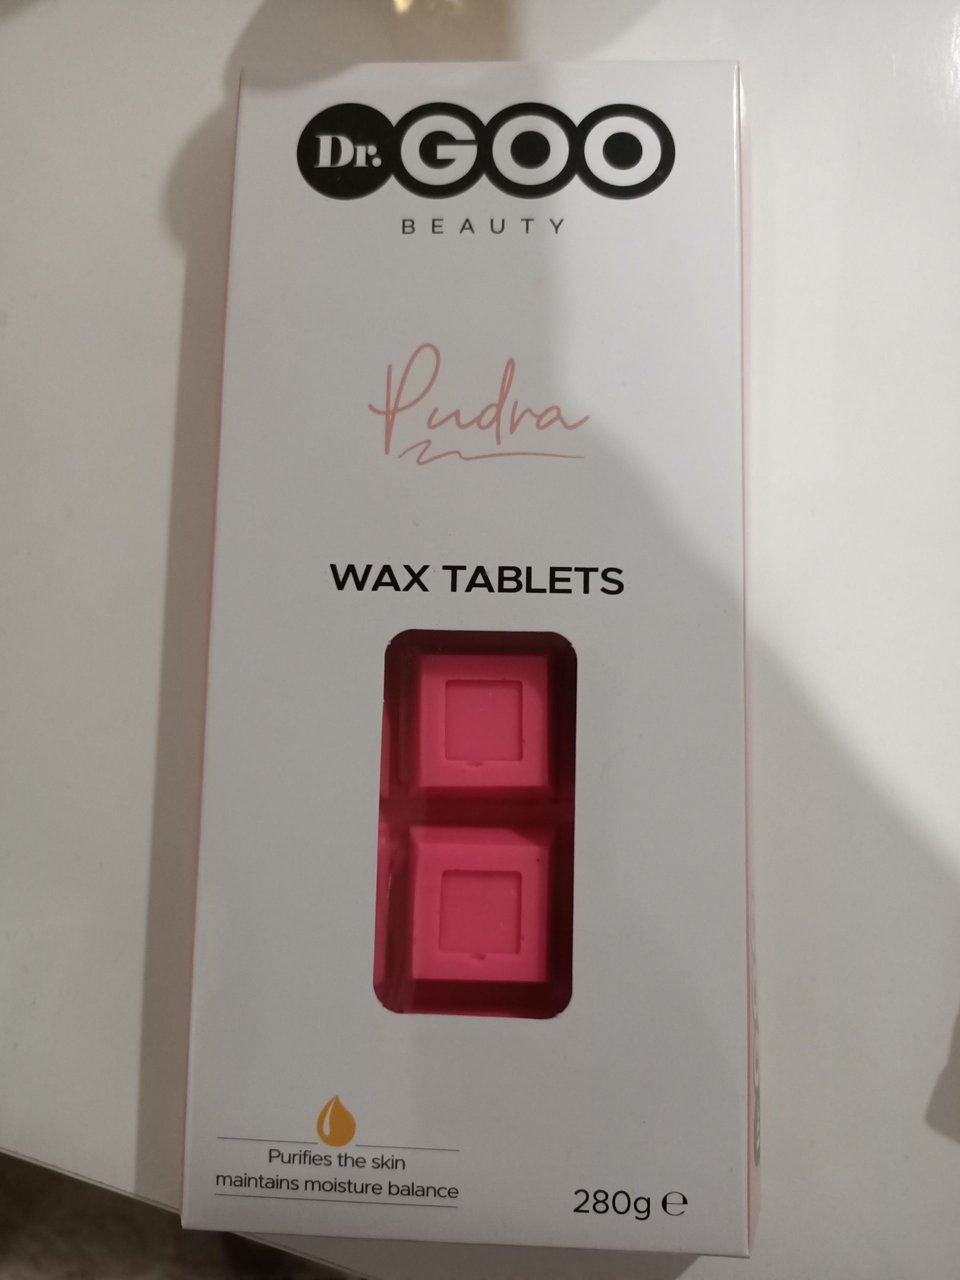 Dr. GOO
BEAUTY
Pudra
WAX TABLETS
Purifies the skin
maintains moisture balance
280g ℮